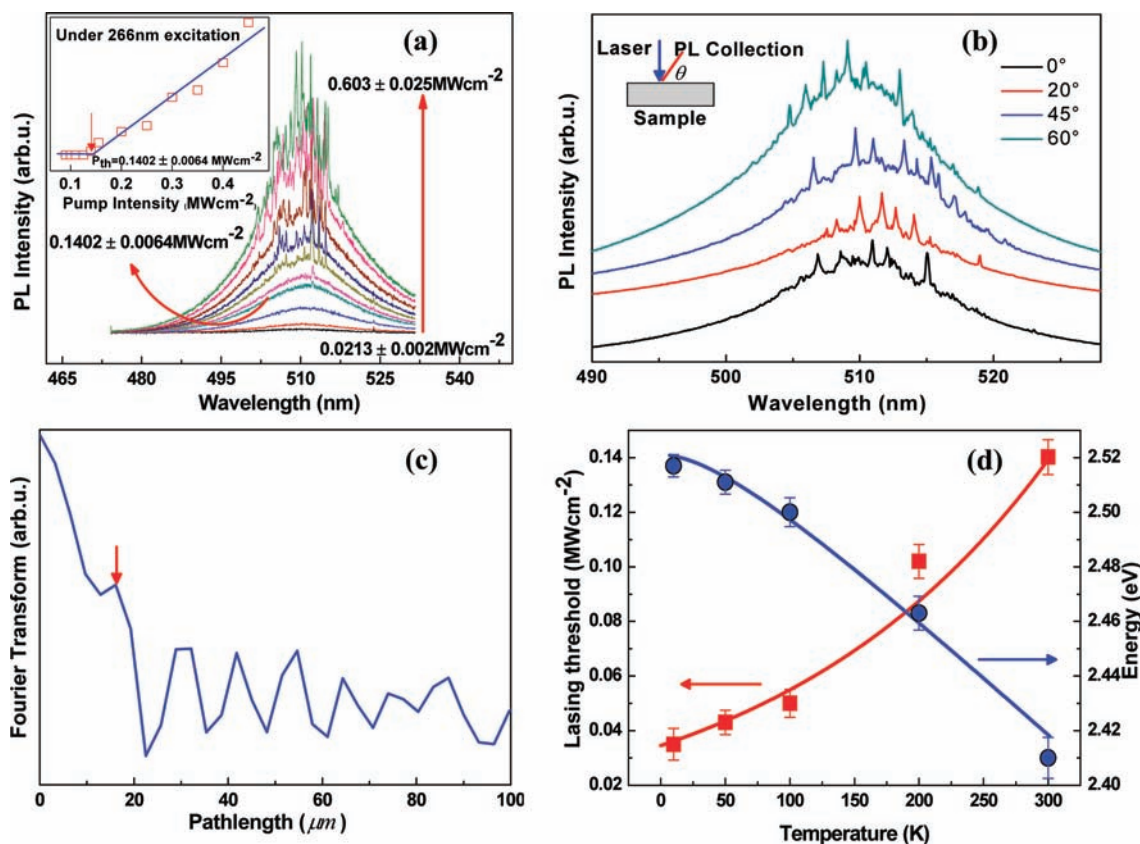 (a)
Under 266nm excitation
P_th=0.1402 ± 0.0064 MWcm-2
0.1 0.2 0.3 0.4
Pump Intensity (MWcm-2)
0.603 ± 0.025MWcm-2
0.1402 ± 0.0064MWcm-2
0.0213 ± 0.002MWcm-2
PL Intensity (arb.u.)
465 480 495 510 525 540
Wavelength (nm)
(b)
Laser PL Collection
θ
Sample
0°
20°
45°
60°
PL Intensity (arb.u.)
490 500 510 520
Wavelength (nm)
(c)
Fourier Transform (arb.u.)
0 20 40 60 80 100
Pathlength (μm)
(d)
Lasing threshold (MWcm-2)
0.14
0.12
0.10
0.08
0.06
0.04
0.02
2.52
2.50
2.48
2.46
2.44
2.42
2.40
Energy (eV)
0 50 100 150 200 250 300
Temperature (K)